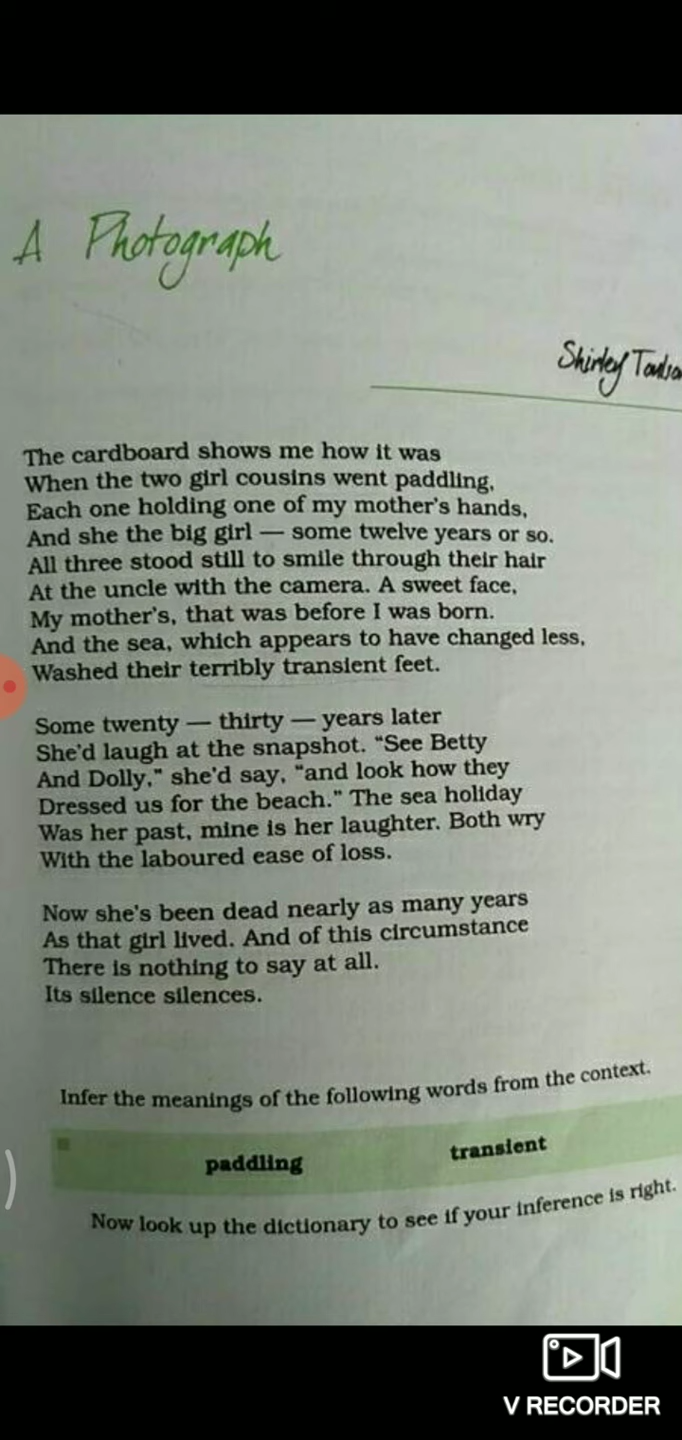 A Photograph
Shirley
The cardboard shows me how it was
When the two girl cousins went paddling,
Each one holding one of my mother's hands,
And she the big girl — some twelve years or so.
All three stood still to smile through their hair
At the uncle with the camera. A sweet face,
My mother's, that was before I was born.
And the sea, which appears to have changed less,
Washed their terribly transient feet.
Some twenty — thirty — years later
She'd laugh at the snapshot. "See Betty
And Dolly," she'd say, "and look how they
Dressed us for the beach." The sea holiday
Was her past, mine is her laughter. Both wry
With the laboured ease of loss.
Now she's been dead nearly as many years
As that girl lived. And of this circumstance
There is nothing to say at all.
Its silence silences.
Infer the meanings of the following words from the context.
paddling transient
Now look up the dictionary to see if your inference is right.
V RECORDER